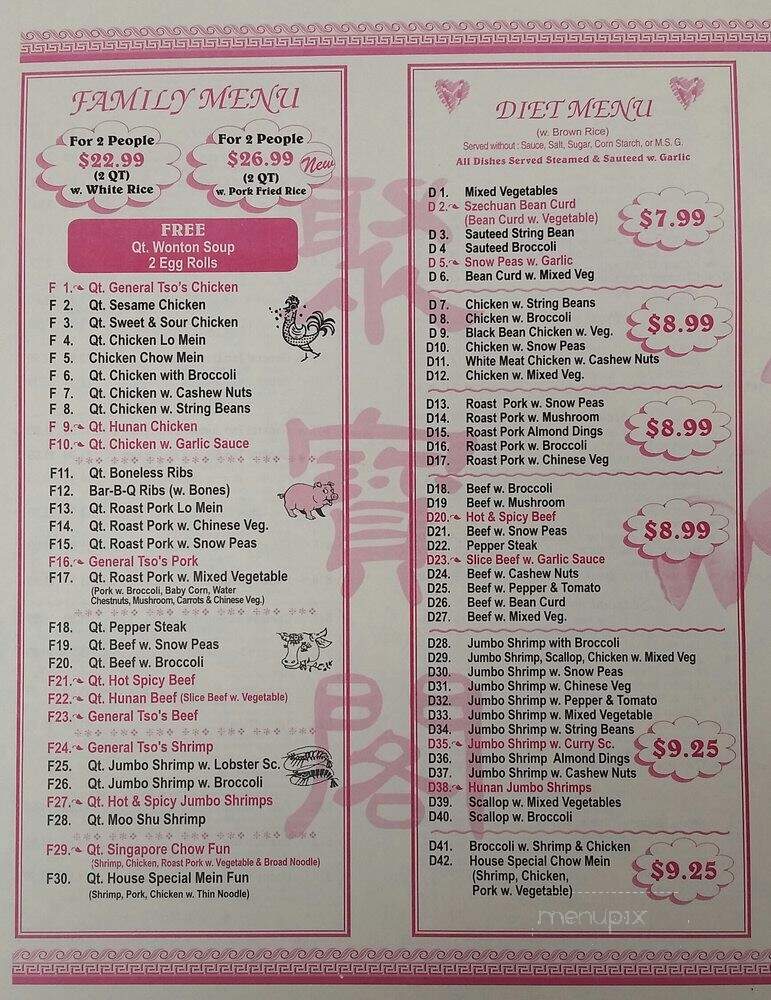 FAMILY MENU
For 2 People
$22.99
(2 QT)
w. White Rice
For 2 People
$26.99
(2 QT)
w. Pork Fried Rice
New
FREE
Qt. Wonton Soup
2 Egg Rolls
F 1. Qt. General Tso's Chicken
F 2. Qt. Sesame Chicken
F 3. Qt. Sweet & Sour Chicken
F 4. Qt. Chicken Lo Mein
F 5. Chicken Chow Mein
F 6. Qt. Chicken with Broccoli
F 7. Qt. Chicken w. Cashew Nuts
F 8. Qt. Chicken w. String Beans
F 9. Qt. Hunan Chicken
F10. Qt. Chicken w. Garlic Sauce
F11. Qt. Boneless Ribs
F12. Bar-B-Q Ribs (w. Bones)
F13. Qt. Roast Pork Lo Mein
F14. Qt. Roast Pork w. Chinese Veg.
F15. Qt. Roast Pork w. Snow Peas
F16. General Tso's Pork
F17. Qt. Roast Pork w. Mixed Vegetable
(Pork w. Broccoli, Baby Corn, Water
Chestnuts, Mushroom, Carrots & Chinese Veg.)
F18. Qt. Pepper Steak
F19. Qt. Beef w. Snow Peas
F20. Qt. Beef w. Broccoli
F21. Qt. Hot Spicy Beef
F22. Qt. Hunan Beef (Slice Beef w. Vegetable)
F23. General Tso's Beef
F24. General Tso's Shrimp
F25. Qt. Jumbo Shrimp w. Lobster Sc.
F26. Qt. Jumbo Shrimp w. Broccoli
F27. Qt. Hot & Spicy Jumbo Shrimps
F28. Qt. Moo Shu Shrimp
F29. Qt. Singapore Chow Fun
(Shrimp, Chicken, Roast Pork w. Vegetable & Broad Noodle)
F30. Qt. House Special Mein Fun
(Shrimp, Pork, Chicken w. Thin Noodle)
聚
寶
閣
DIET MENU
(w. Brown Rice)
Served without : Sauce, Salt, Sugar, Corn Starch, or M.S. G.
All Dishes Served Steamed & Sauteed w. Garlic
D 1. Mixed Vegetables
D 2. Szechuan Bean Curd
(Bean Curd w. Vegetable)
D 3. Sauteed String Bean
D 4 Sauteed Broccoli
D 5. Snow Peas w. Garlic
D 6. Bean Curd w. Mixed Veg
$7.99
D 7. Chicken w. String Beans
D 8. Chicken w. Broccoli
D 9. Black Bean Chicken w. Veg.
D10. Chicken w. Snow Peas
D11. White Meat Chicken w. Cashew Nuts
D12. Chicken w. Mixed Veg.
$8.99
D13. Roast Pork w. Snow Peas
D14. Roast Pork w. Mushroom
D15. Roast Pork Almond Dings
D16. Roast Pork w. Broccoli
D17. Roast Pork w. Chinese Veg
$8.99
D18. Beef w. Broccoli
D19 Beef w. Mushroom
D20. Hot & Spicy Beef
D21. Beef w. Snow Peas
D22. Pepper Steak
D23. Slice Beef w. Garlic Sauce
D24. Beef w. Cashew Nuts
D25. Beef w. Pepper & Tomato
D26. Beef w. Bean Curd
D27. Beef w. Mixed Veg.
$8.99
D28. Jumbo Shrimp with Broccoli
D29. Jumbo Shrimp, Scallop, Chicken w. Mixed Veg
D30. Jumbo Shrimp w. Snow Peas
D31. Jumbo Shrimp w. Chinese Veg
D32. Jumbo Shrimp w. Pepper & Tomato
D33. Jumbo Shrimp w. Mixed Vegetable
D34. Jumbo Shrimp w. String Beans
D35. Jumbo Shrimp w. Curry Sc.
D36. Jumbo Shrimp Almond Dings
D37. Jumbo Shrimp w. Cashew Nuts
D38. Hunan Jumbo Shrimps
D39. Scallop w. Mixed Vegetables
D40. Scallop w. Broccoli
$9.25
D41. Broccoli w. Shrimp & Chicken
D42. House Special Chow Mein
(Shrimp, Chicken,
Pork w. Vegetable)
$9.25
menupix